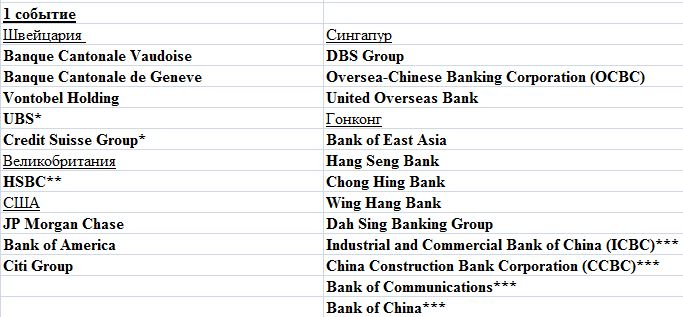 1 событие
Швейцария
Banque Cantonale Vaudoise
Banque Cantonale de Geneve
Vontobel Holding
UBS*
Credit Suisse Group*
Великобритания
HSBC**
США
JP Morgan Chase
Bank of America
Citi Group
Сингапур
DBS Group
Oversea-Chinese Banking Corporation (OCBC)
United Overseas Bank
Гонконг
Bank of East Asia
Hang Seng Bank
Chong Hing Bank
Wing Hang Bank
Dah Sing Banking Group
Industrial and Commercial Bank of China (ICBC)***
China Construction Bank Corporation (CCBC)***
Bank of Communications***
Bank of China***